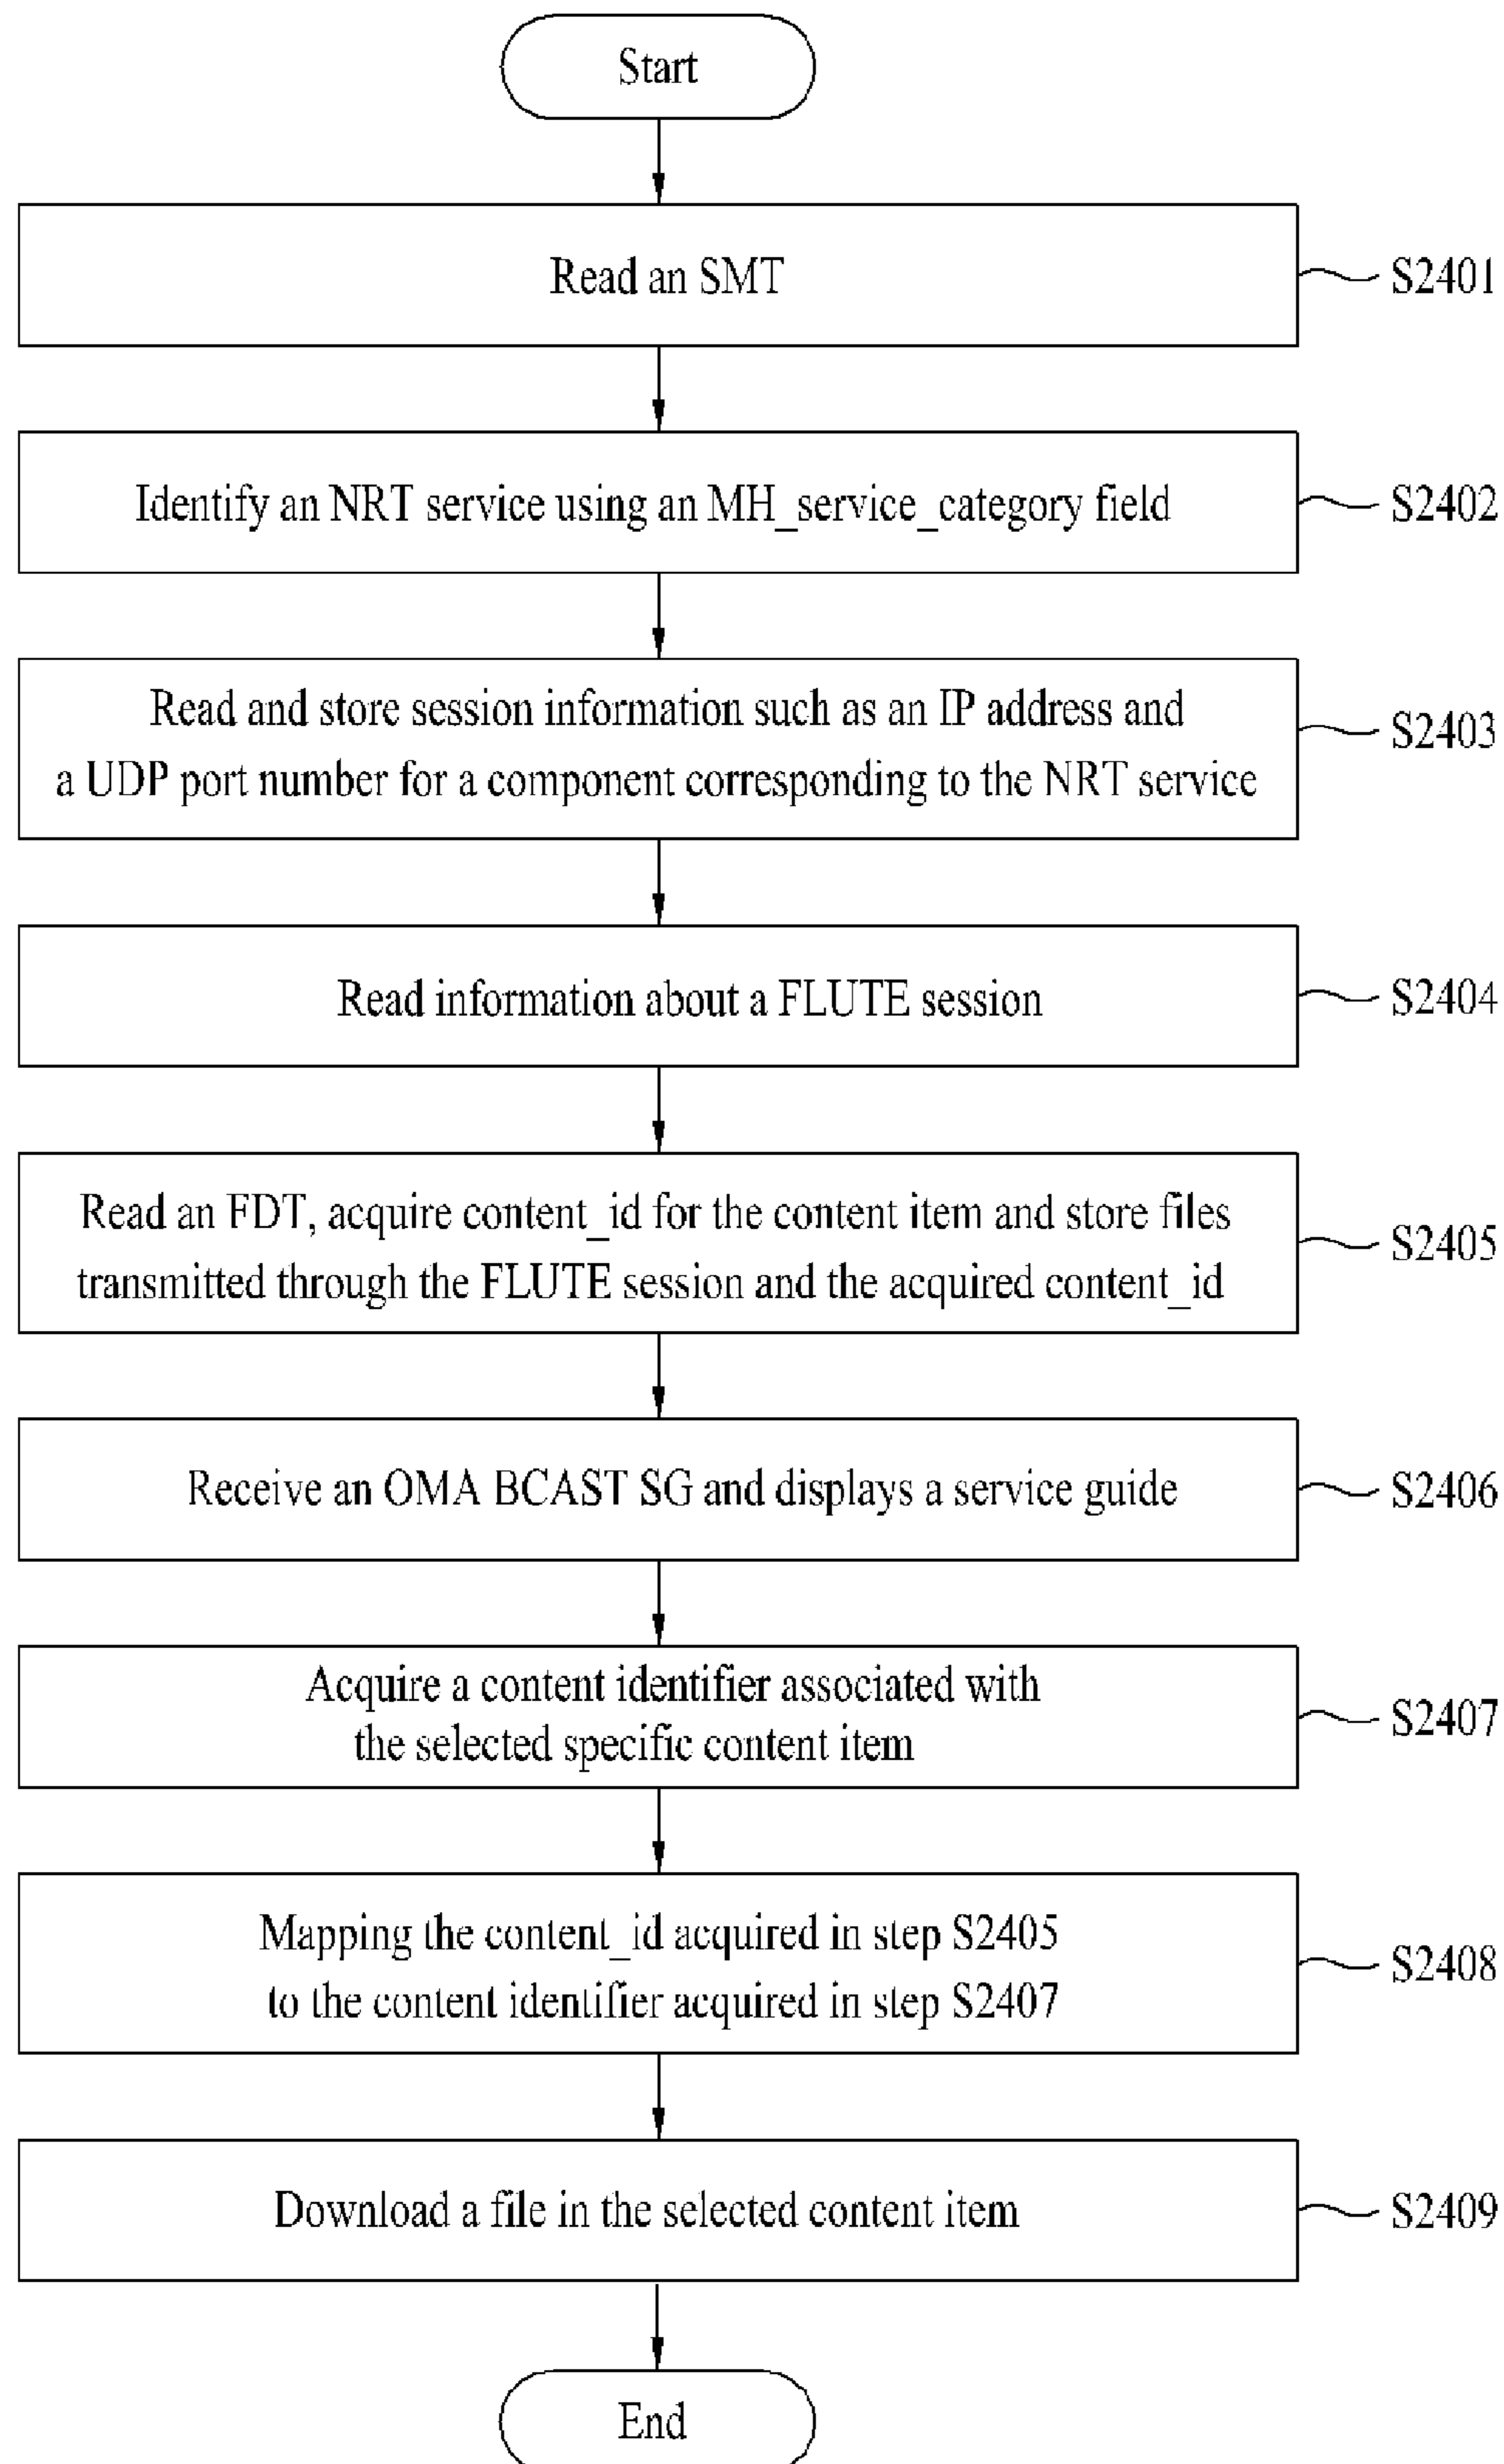 Start
Read an SMT
S2401
Identify an NRT service using an MH_service_category field
S2402
Read and store session information such as an IP address and
a UDP port number for a component corresponding to the NRT service
S2403
Read information about a FLUTE session
S2404
Read an FDT, acquire content_id for the content item and store files
transmitted through the FLUTE session and the acquired content_id
S2405
Receive an OMA BCAST SG and displays a service guide
S2406
Acquire a content identifier associated with
the selected specific content item
S2407
Mapping the content_id acquired in step S2405
to the content identifier acquired in step S2407
S2408
Download a file in the selected content item
S2409
End